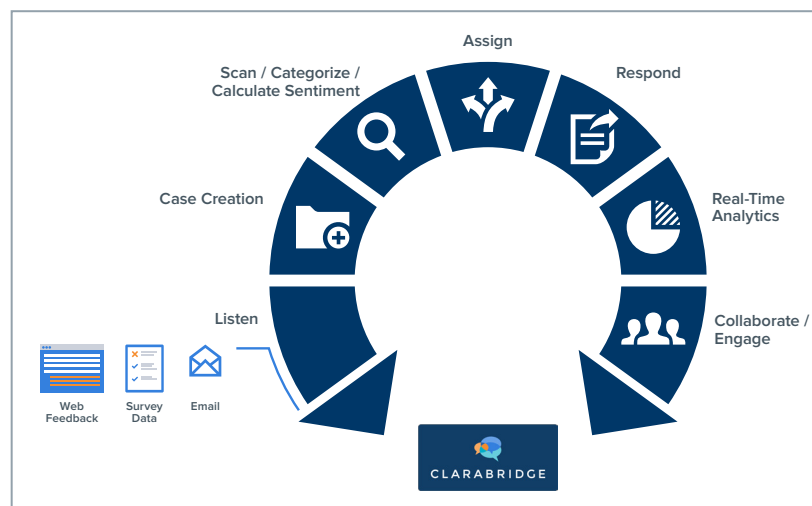 Assign
Scan / Categorize /
Calculate Sentiment
Respond
Case Creation
Real-Time
Analytics
Listen
Collaborate /
Engage
Web
Feedback
Survey
Data
Email
CLARABRIDGE